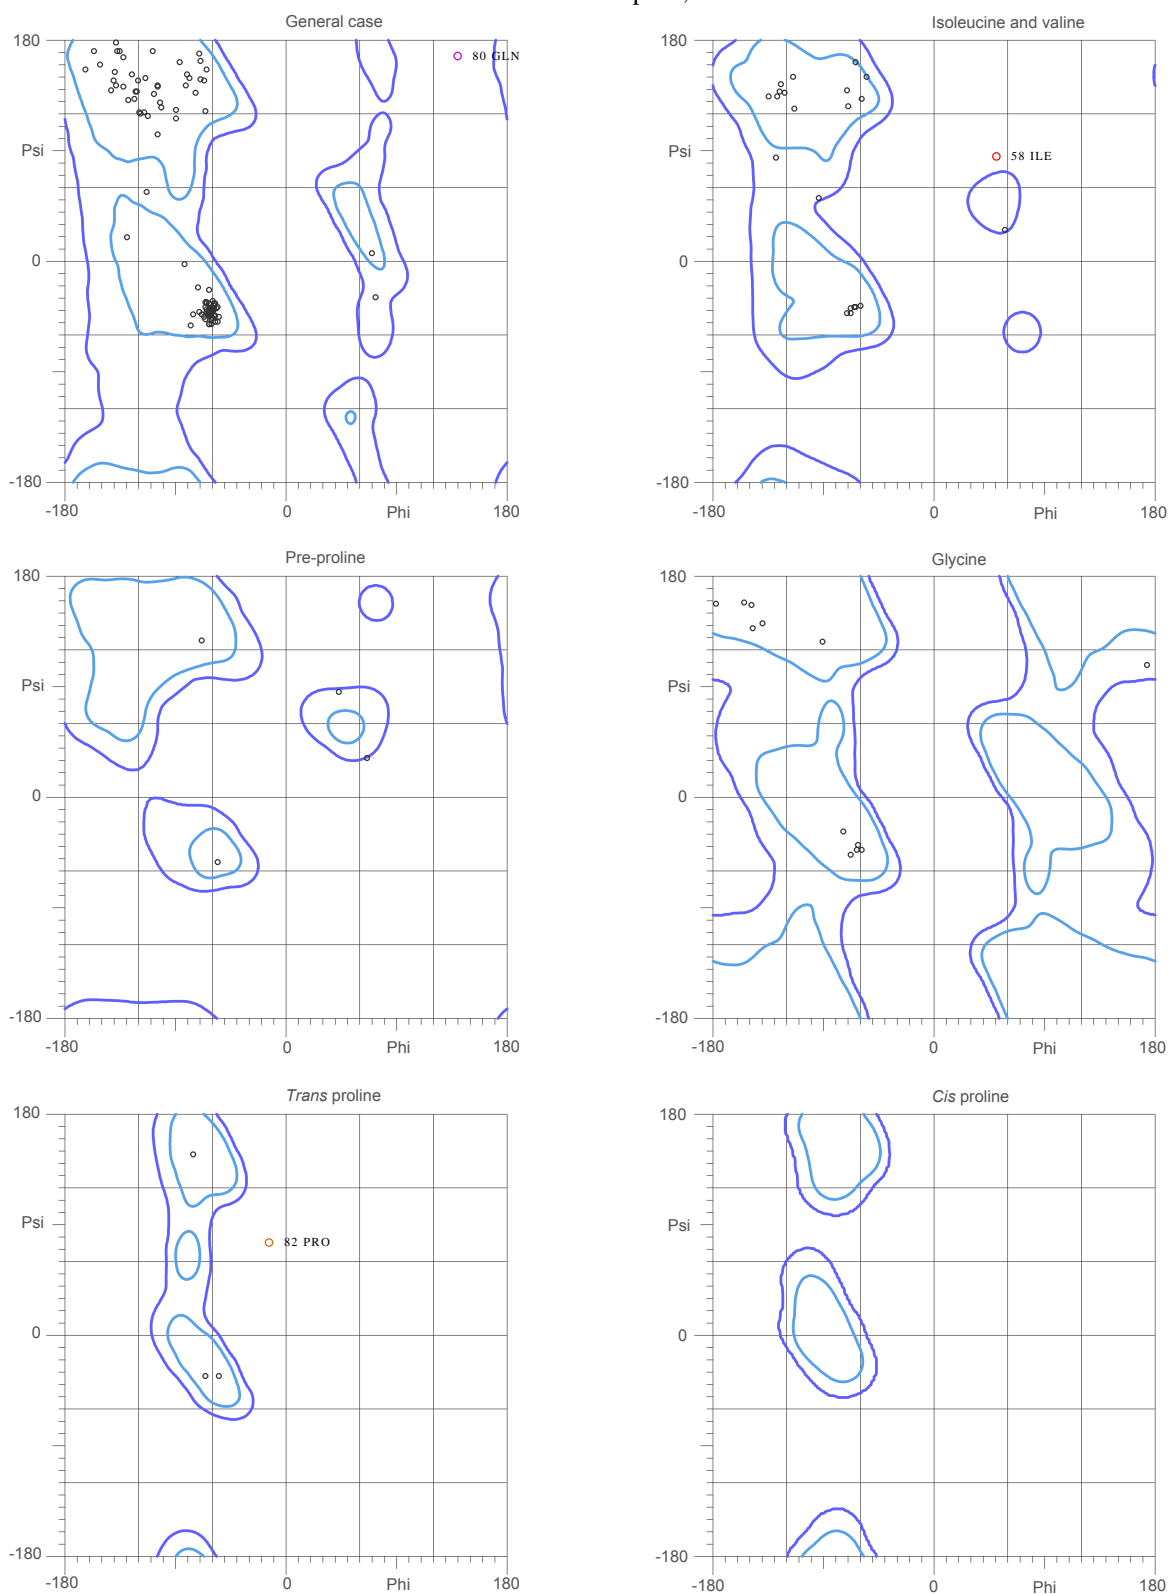 General case
180
Psi
0
-180
-180 0 Phi 180
80 GLN
Isoleucine and valine
180
Psi
0
-180
-180 0 Phi 180
58 ILE
Pre-proline
180
Psi
0
-180
-180 0 Phi 180
Glycine
180
Psi
0
-180
-180 0 Phi 180
Trans proline
180
Psi
0
-180
-180 0 Phi 180
82 PRO
Cis proline
180
Psi
0
-180
-180 0 Phi 180